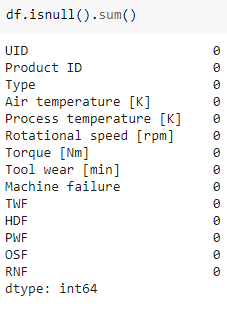 df.isnull().sum()
UID 0
Product ID 0
Type 0
Air temperature [K] 0
Process temperature [K] 0
Rotational speed [rpm] 0
Torque [Nm] 0
Tool wear [min] 0
Machine failure 0
TWF 0
HDF 0
PWF 0
OSF 0
RNF 0
dtype: int64